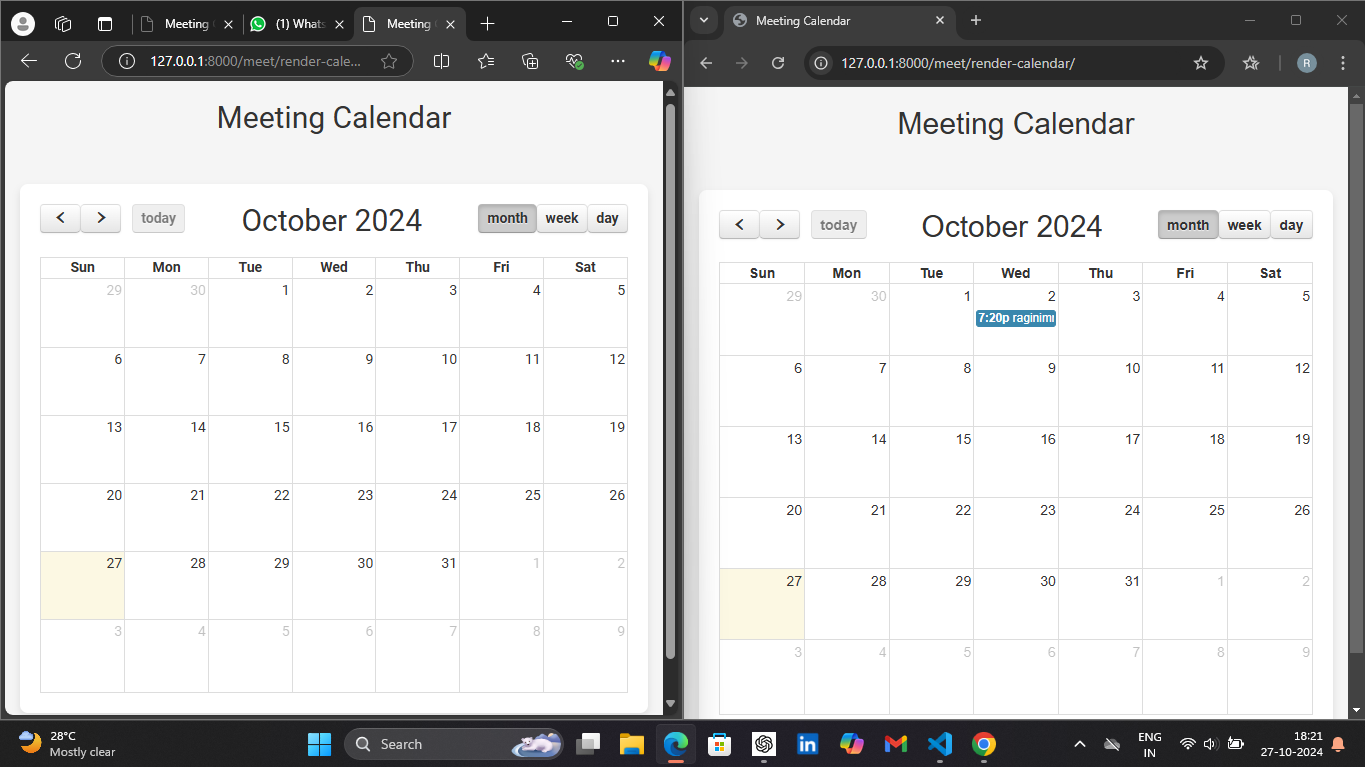 Meeting
(1) Whats
Meeting
127.0.0.1:8000/meet/render-cale...
Meeting Calendar
today
October 2024
month week day
Sun Mon Tue Wed Thu Fri Sat
29 30 1 2 3 4 5
6 7 8 9 10 11 12
13 14 15 16 17 18 19
20 21 22 23 24 25 26
27 28 29 30 31 1 2
3 4 5 6 7 8 9
Meeting Calendar
127.0.0.1:8000/meet/render-calendar/
R
Meeting Calendar
today
October 2024
month week day
Sun Mon Tue Wed Thu Fri Sat
29 30 1 2 3 4 5
7:20p
6 7 8 9 10 11 12
13 14 15 16 17 18 19
20 21 22 23 24 25 26
27 28 29 30 31 1 2
3 4 5 6 7 8 9
28°C
Mostly clear
Search
in
ENG
IN
18:21
27-10-2024